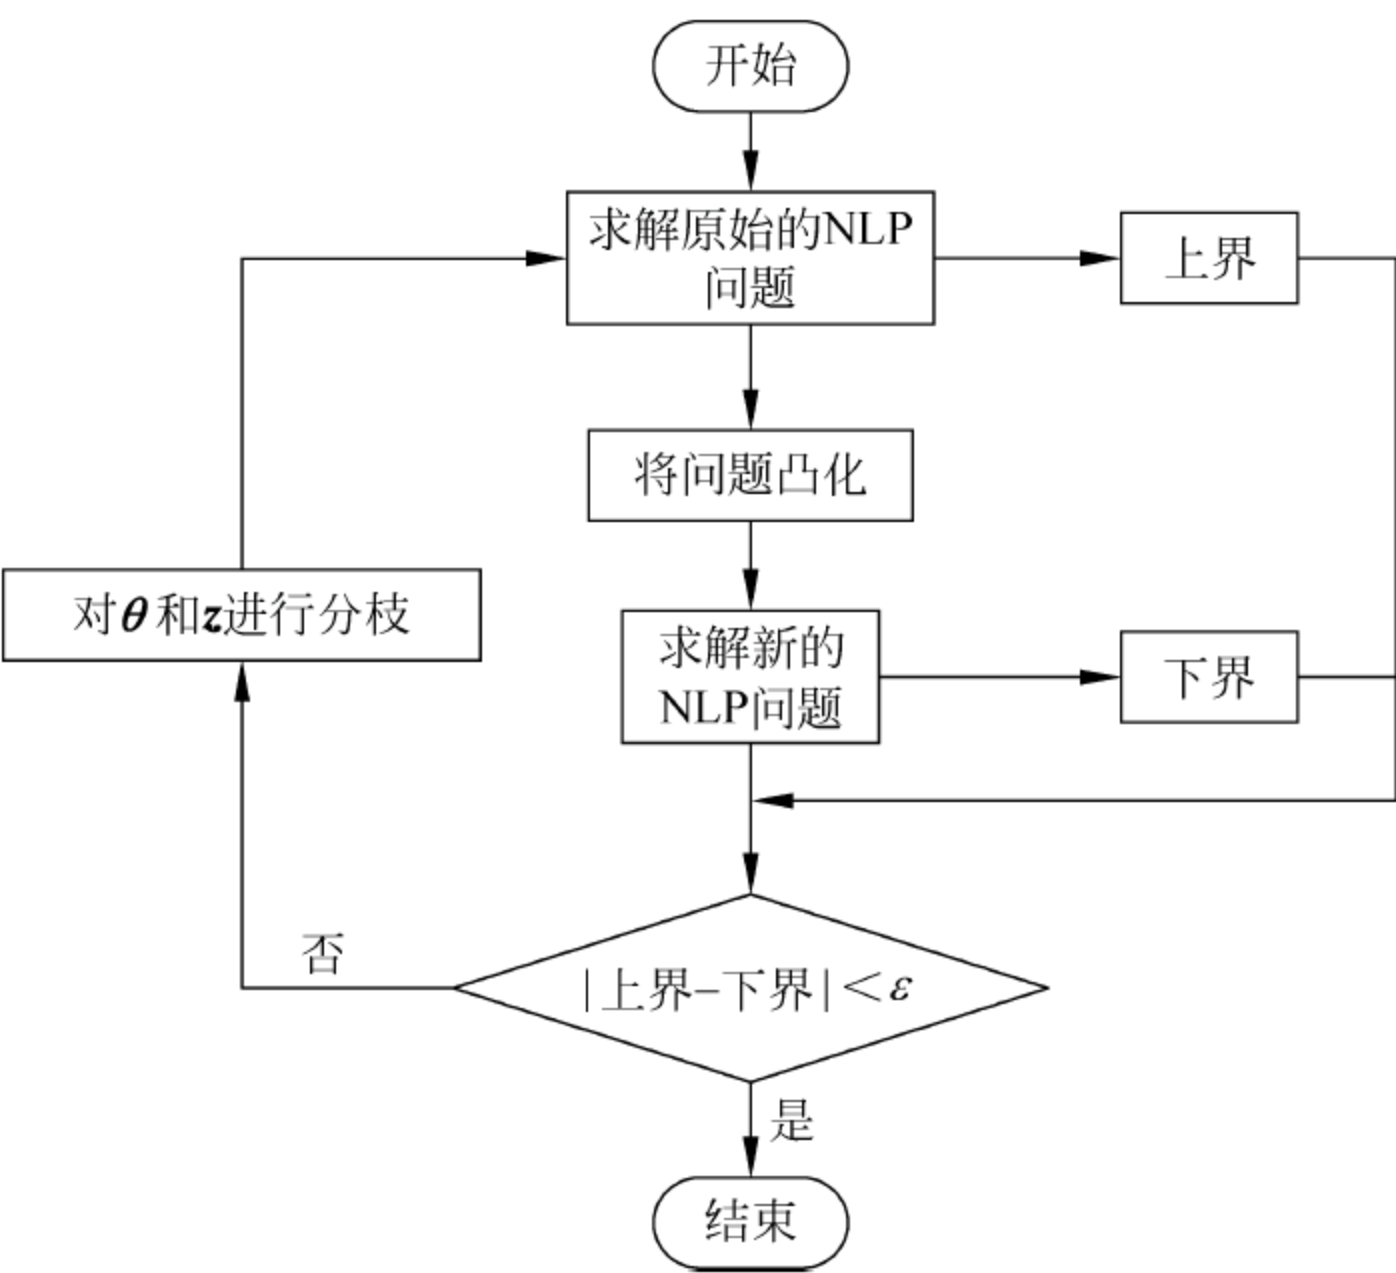 开始
求解原始的NLP
问题
上界
将问题凸化
对θ和z进行分枝
求解新的
NLP问题
下界
否
|上界–下界|<ε
是
结束